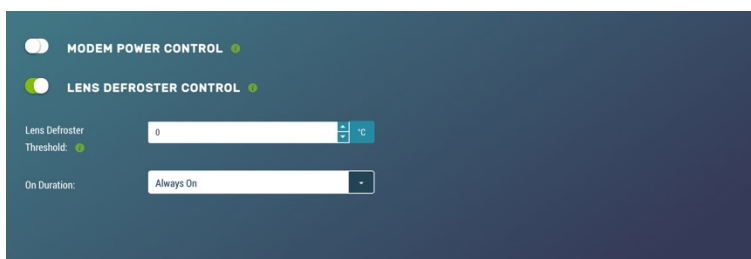 MODEM POWER CONTROL
LENS DEFROSTER CONTROL
Lens Defroster
Threshold:
0
°C
On Duration:
Always On